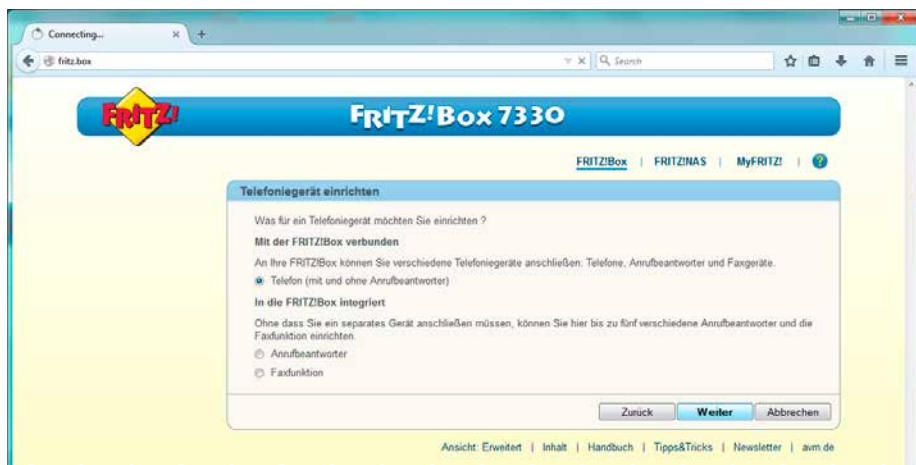 Connecting...
fritz.box
Search
FRITZ!
FRITZ!Box 7330
FRITZ!Box | FRITZ!NAS | MyFRITZ! | ?
Telefoniegerät einrichten
Was für ein Telefoniegerät möchten Sie einrichten ?
Mit der FRITZ!Box verbunden
An Ihre FRITZ!Box können Sie verschiedene Telefoniegeräte anschließen: Telefone, Anrufbeantworter und Faxgeräte.
Telefon (mit und ohne Anrufbeantworter)
In die FRITZ!Box integriert
Ohne dass Sie ein separates Gerät anschließen müssen, können Sie hier bis zu fünf verschiedene Anrufbeantworter und die
Faxfunktion einrichten.
Anrufbeantworter
Faxfunktion
Zurück Weiter Abbrechen
Ansicht: Erweitert | Inhalt | Handbuch | Tipps&Tricks | Newsletter | avm.de